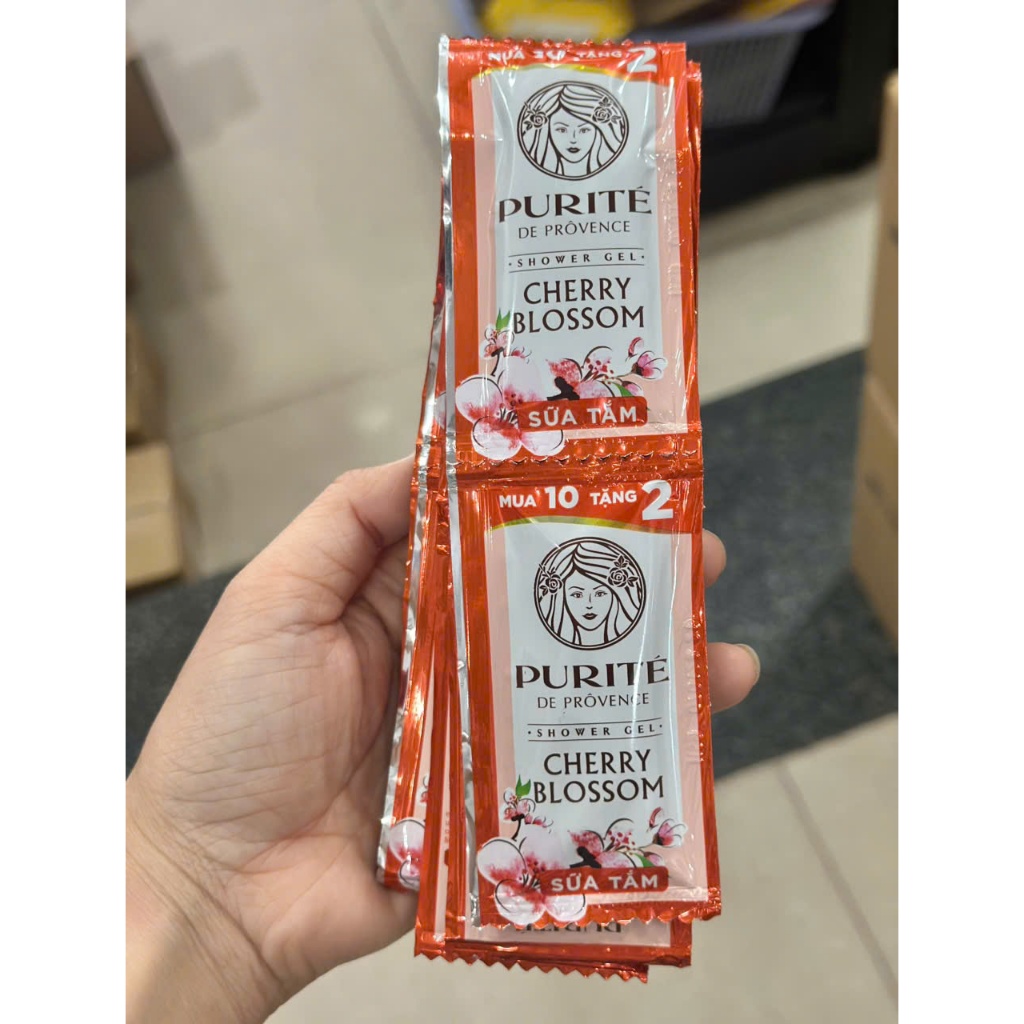 MUA 10 TẶNG 2
PURITÉ
DE PRÔVENCE
· SHOWER GEL ·
CHERRY
BLOSSOM
SỮA TẮM
MUA 10 TẶNG 2
PURITÉ
DE PRÔVENCE
· SHOWER GEL ·
CHERRY
BLOSSOM
SỮA TẮM